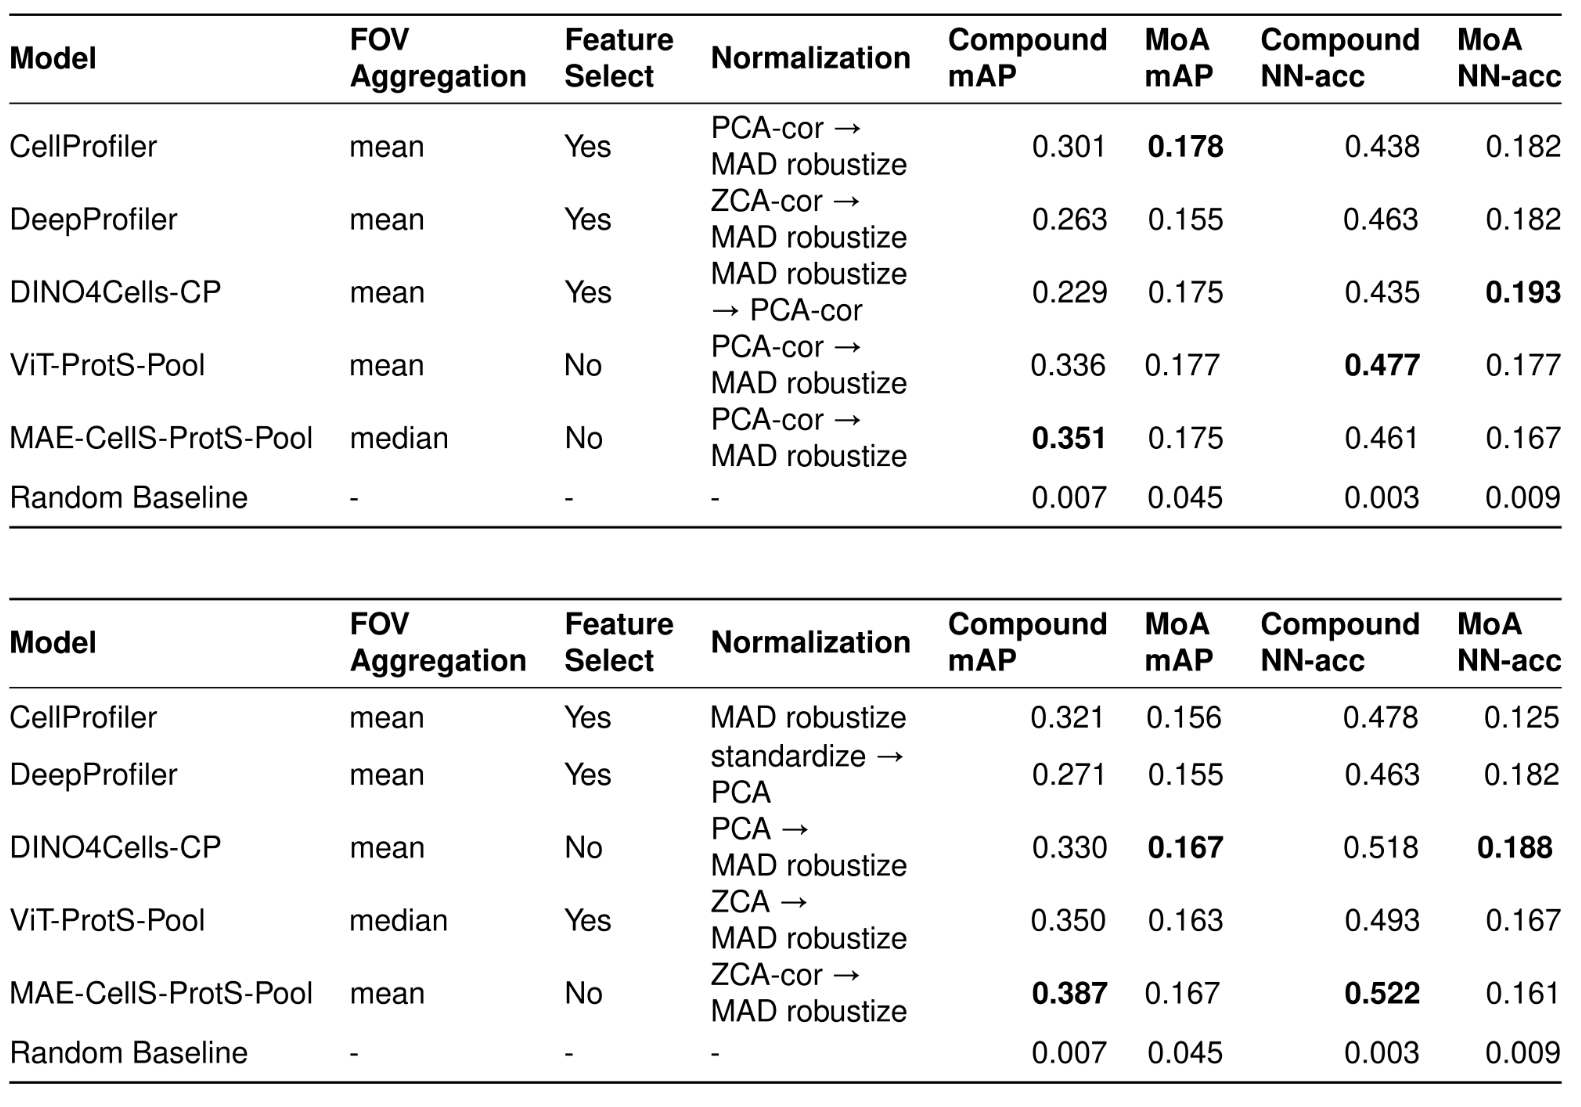 Model FOV Aggregation Feature Select Normalization Compound mAP MoA mAP Compound NN-acc MoA NN-acc
CellProfiler mean Yes PCA-cor → MAD robustize 0.301 0.178 0.438 0.182
DeepProfiler mean Yes ZCA-cor → MAD robustize 0.263 0.155 0.463 0.182
DINO4Cells-CP mean Yes MAD robustize → PCA-cor 0.229 0.175 0.435 0.193
ViT-ProtS-Pool mean No PCA-cor → MAD robustize 0.336 0.177 0.477 0.177
MAE-CellS-ProtS-Pool median No PCA-cor → MAD robustize 0.351 0.175 0.461 0.167
Random Baseline - - - 0.007 0.045 0.003 0.009
Model FOV Aggregation Feature Select Normalization Compound mAP MoA mAP Compound NN-acc MoA NN-acc
CellProfiler mean Yes MAD robustize 0.321 0.156 0.478 0.125
DeepProfiler mean Yes standardize → PCA 0.271 0.155 0.463 0.182
DINO4Cells-CP mean No PCA → MAD robustize 0.330 0.167 0.518 0.188
ViT-ProtS-Pool median Yes ZCA → MAD robustize 0.350 0.163 0.493 0.167
MAE-CellS-ProtS-Pool mean No ZCA-cor → MAD robustize 0.387 0.167 0.522 0.161
Random Baseline - - - 0.007 0.045 0.003 0.009